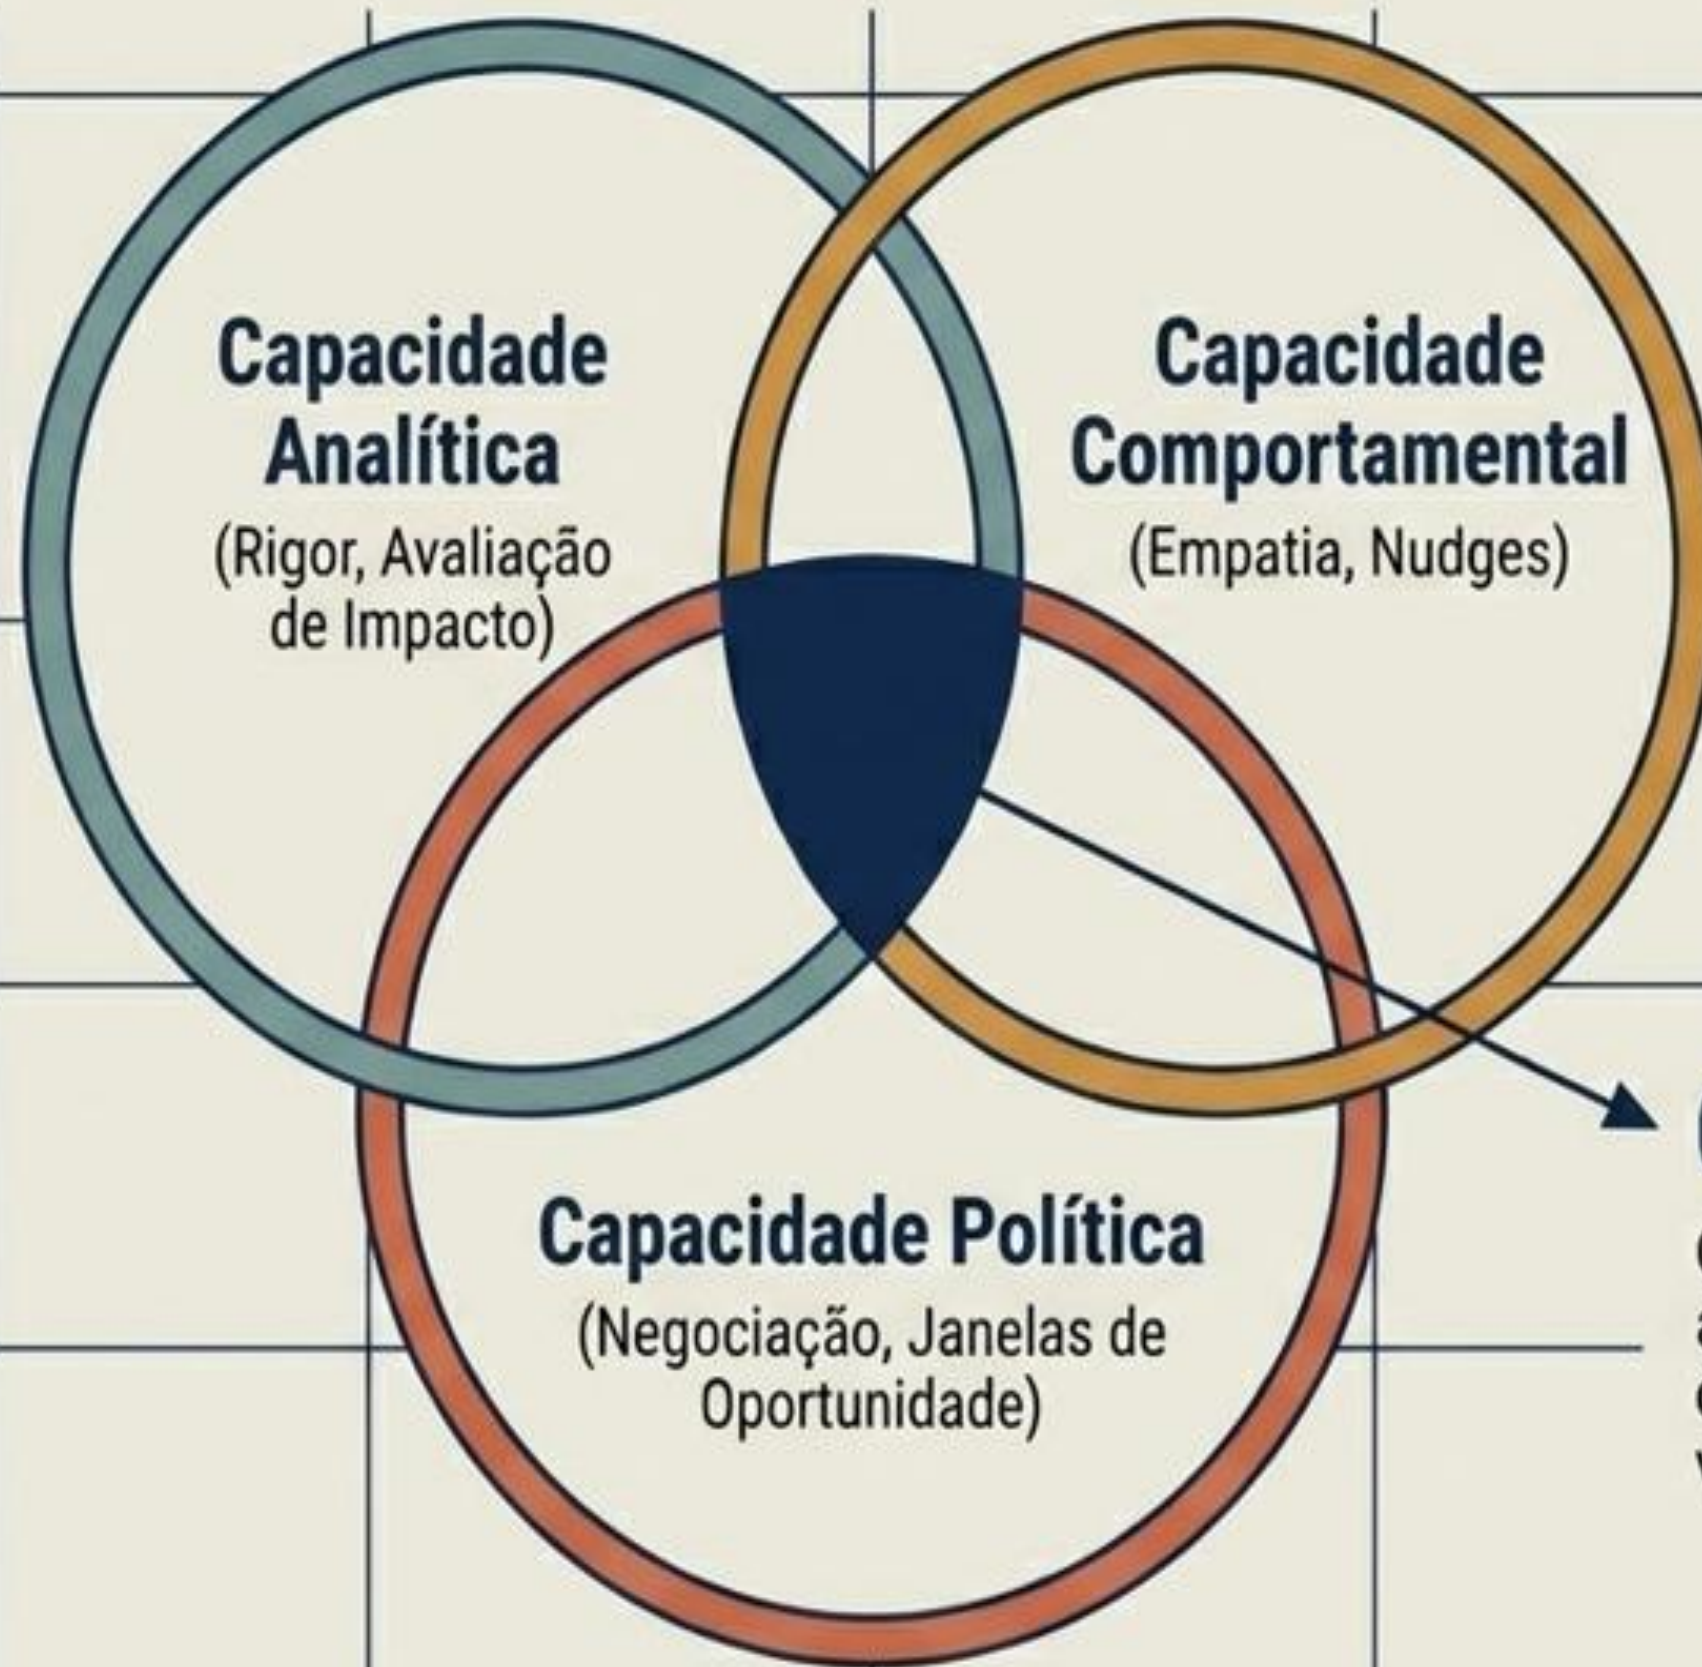 Capacidade
Analítica
(Rigor, Avaliação
de Impacto)
Capacidade
Comportamental
(Empatia, Nudges)
Capacidade Política
(Negociação, Janelas de
Oportunidade)